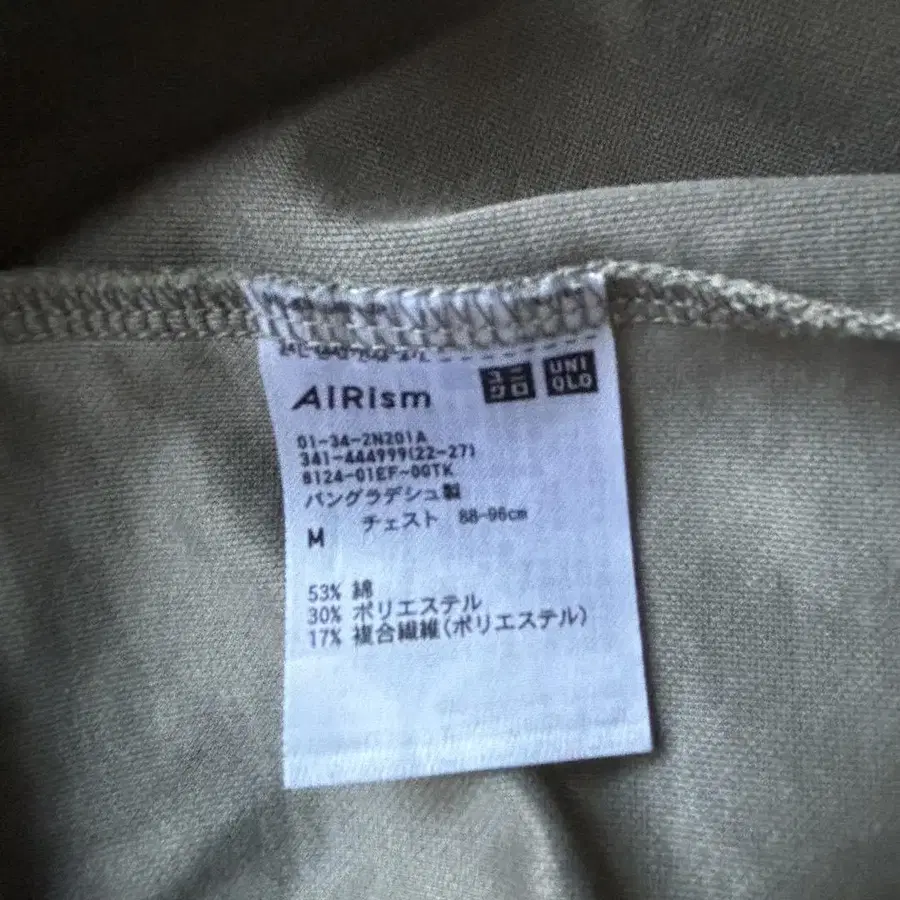 AIRism ユニクロ UNI QLO
01-34-2N201A
341-444999(22-27)
8124-01EF-00TK
バングラデシュ製
M チェスト 88-96cm
53% 綿
30% ポリエステル
17% 複合繊維(ポリエステル)